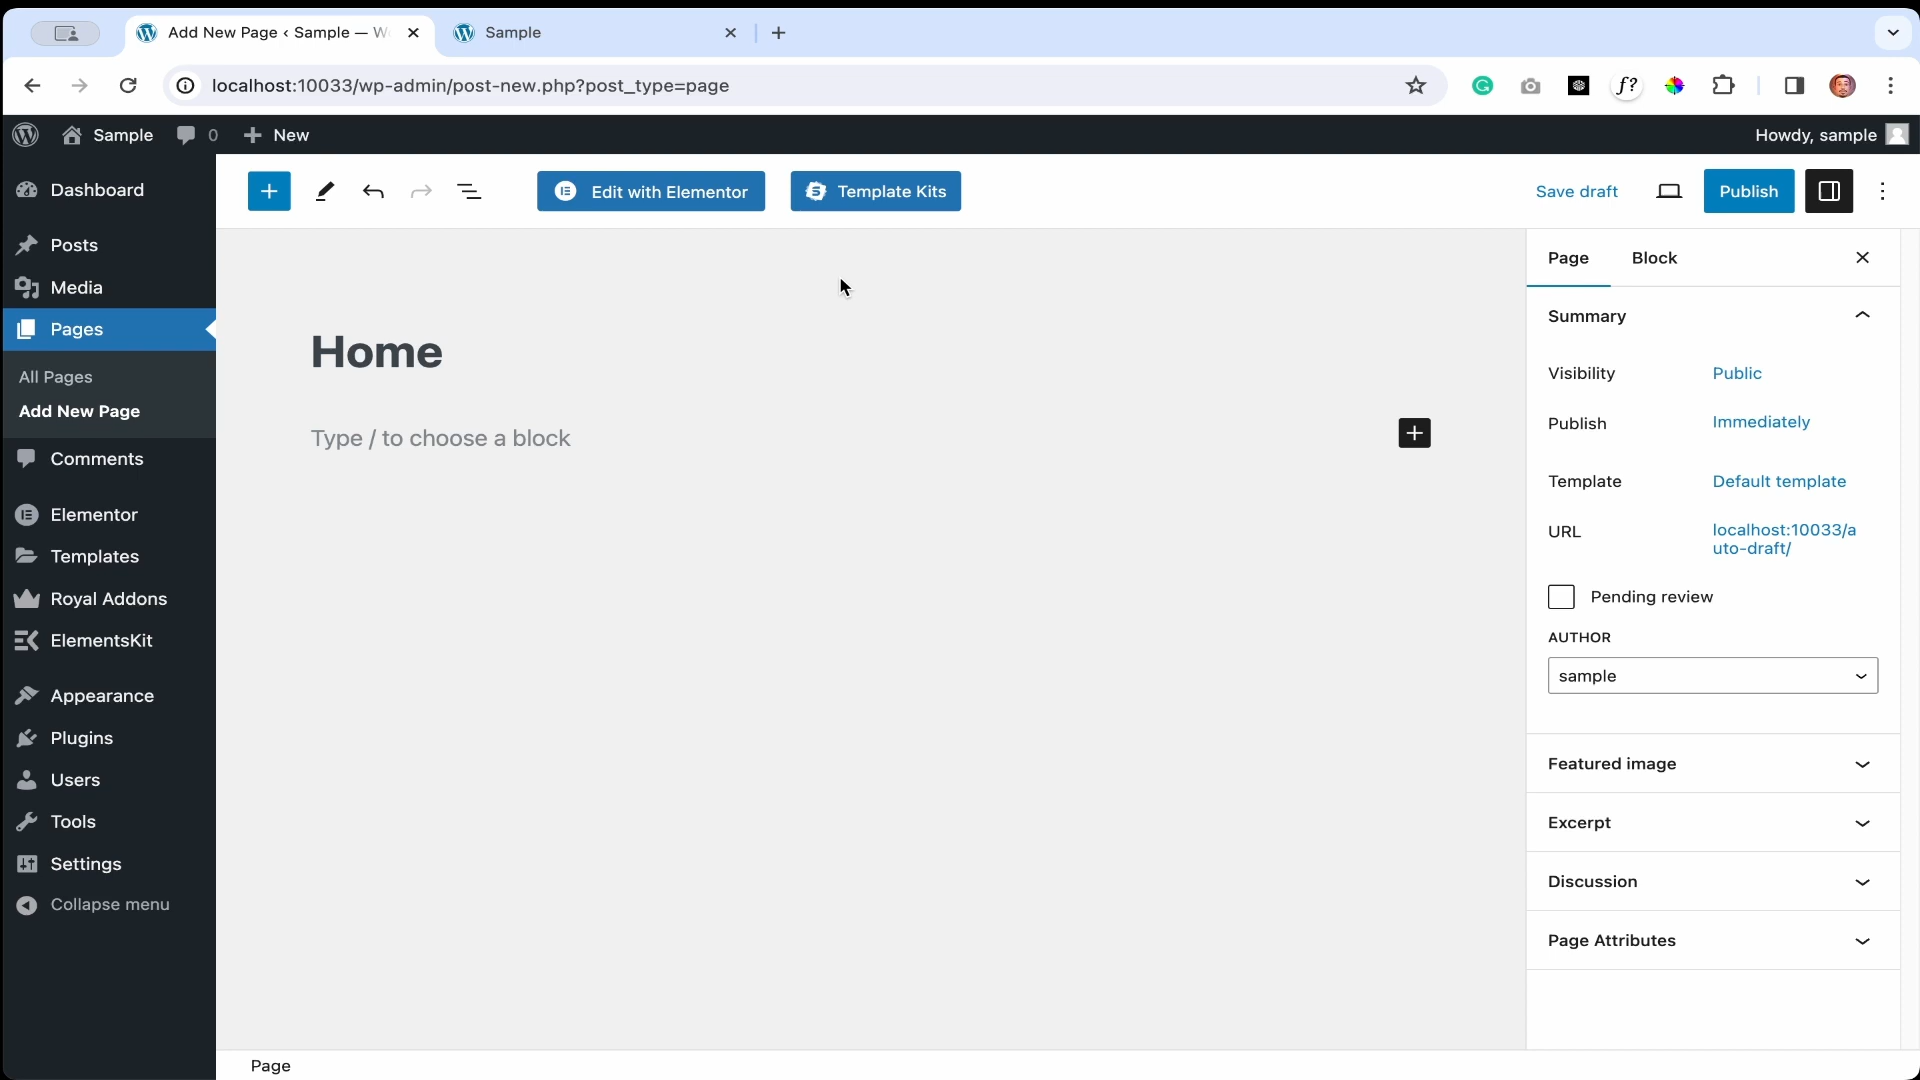 Add New Page ‹ Sample — W
Sample
localhost:10033/wp-admin/post-new.php?post_type=page
f?
Sample
0
New
Howdy, sample
Dashboard
Posts
Media
Pages
All Pages
Add New Page
Comments
Elementor
Templates
Royal Addons
ElementsKit
Appearance
Plugins
Users
Tools
Settings
Collapse menu
Edit with Elementor
Template Kits
Save draft
Publish
Home
Type / to choose a block
Page
Block
Summary
Visibility
Public
Publish
Immediately
Template
Default template
URL
localhost:10033/a
uto-draft/
Pending review
AUTHOR
sample
Featured image
Excerpt
Discussion
Page Attributes
Page